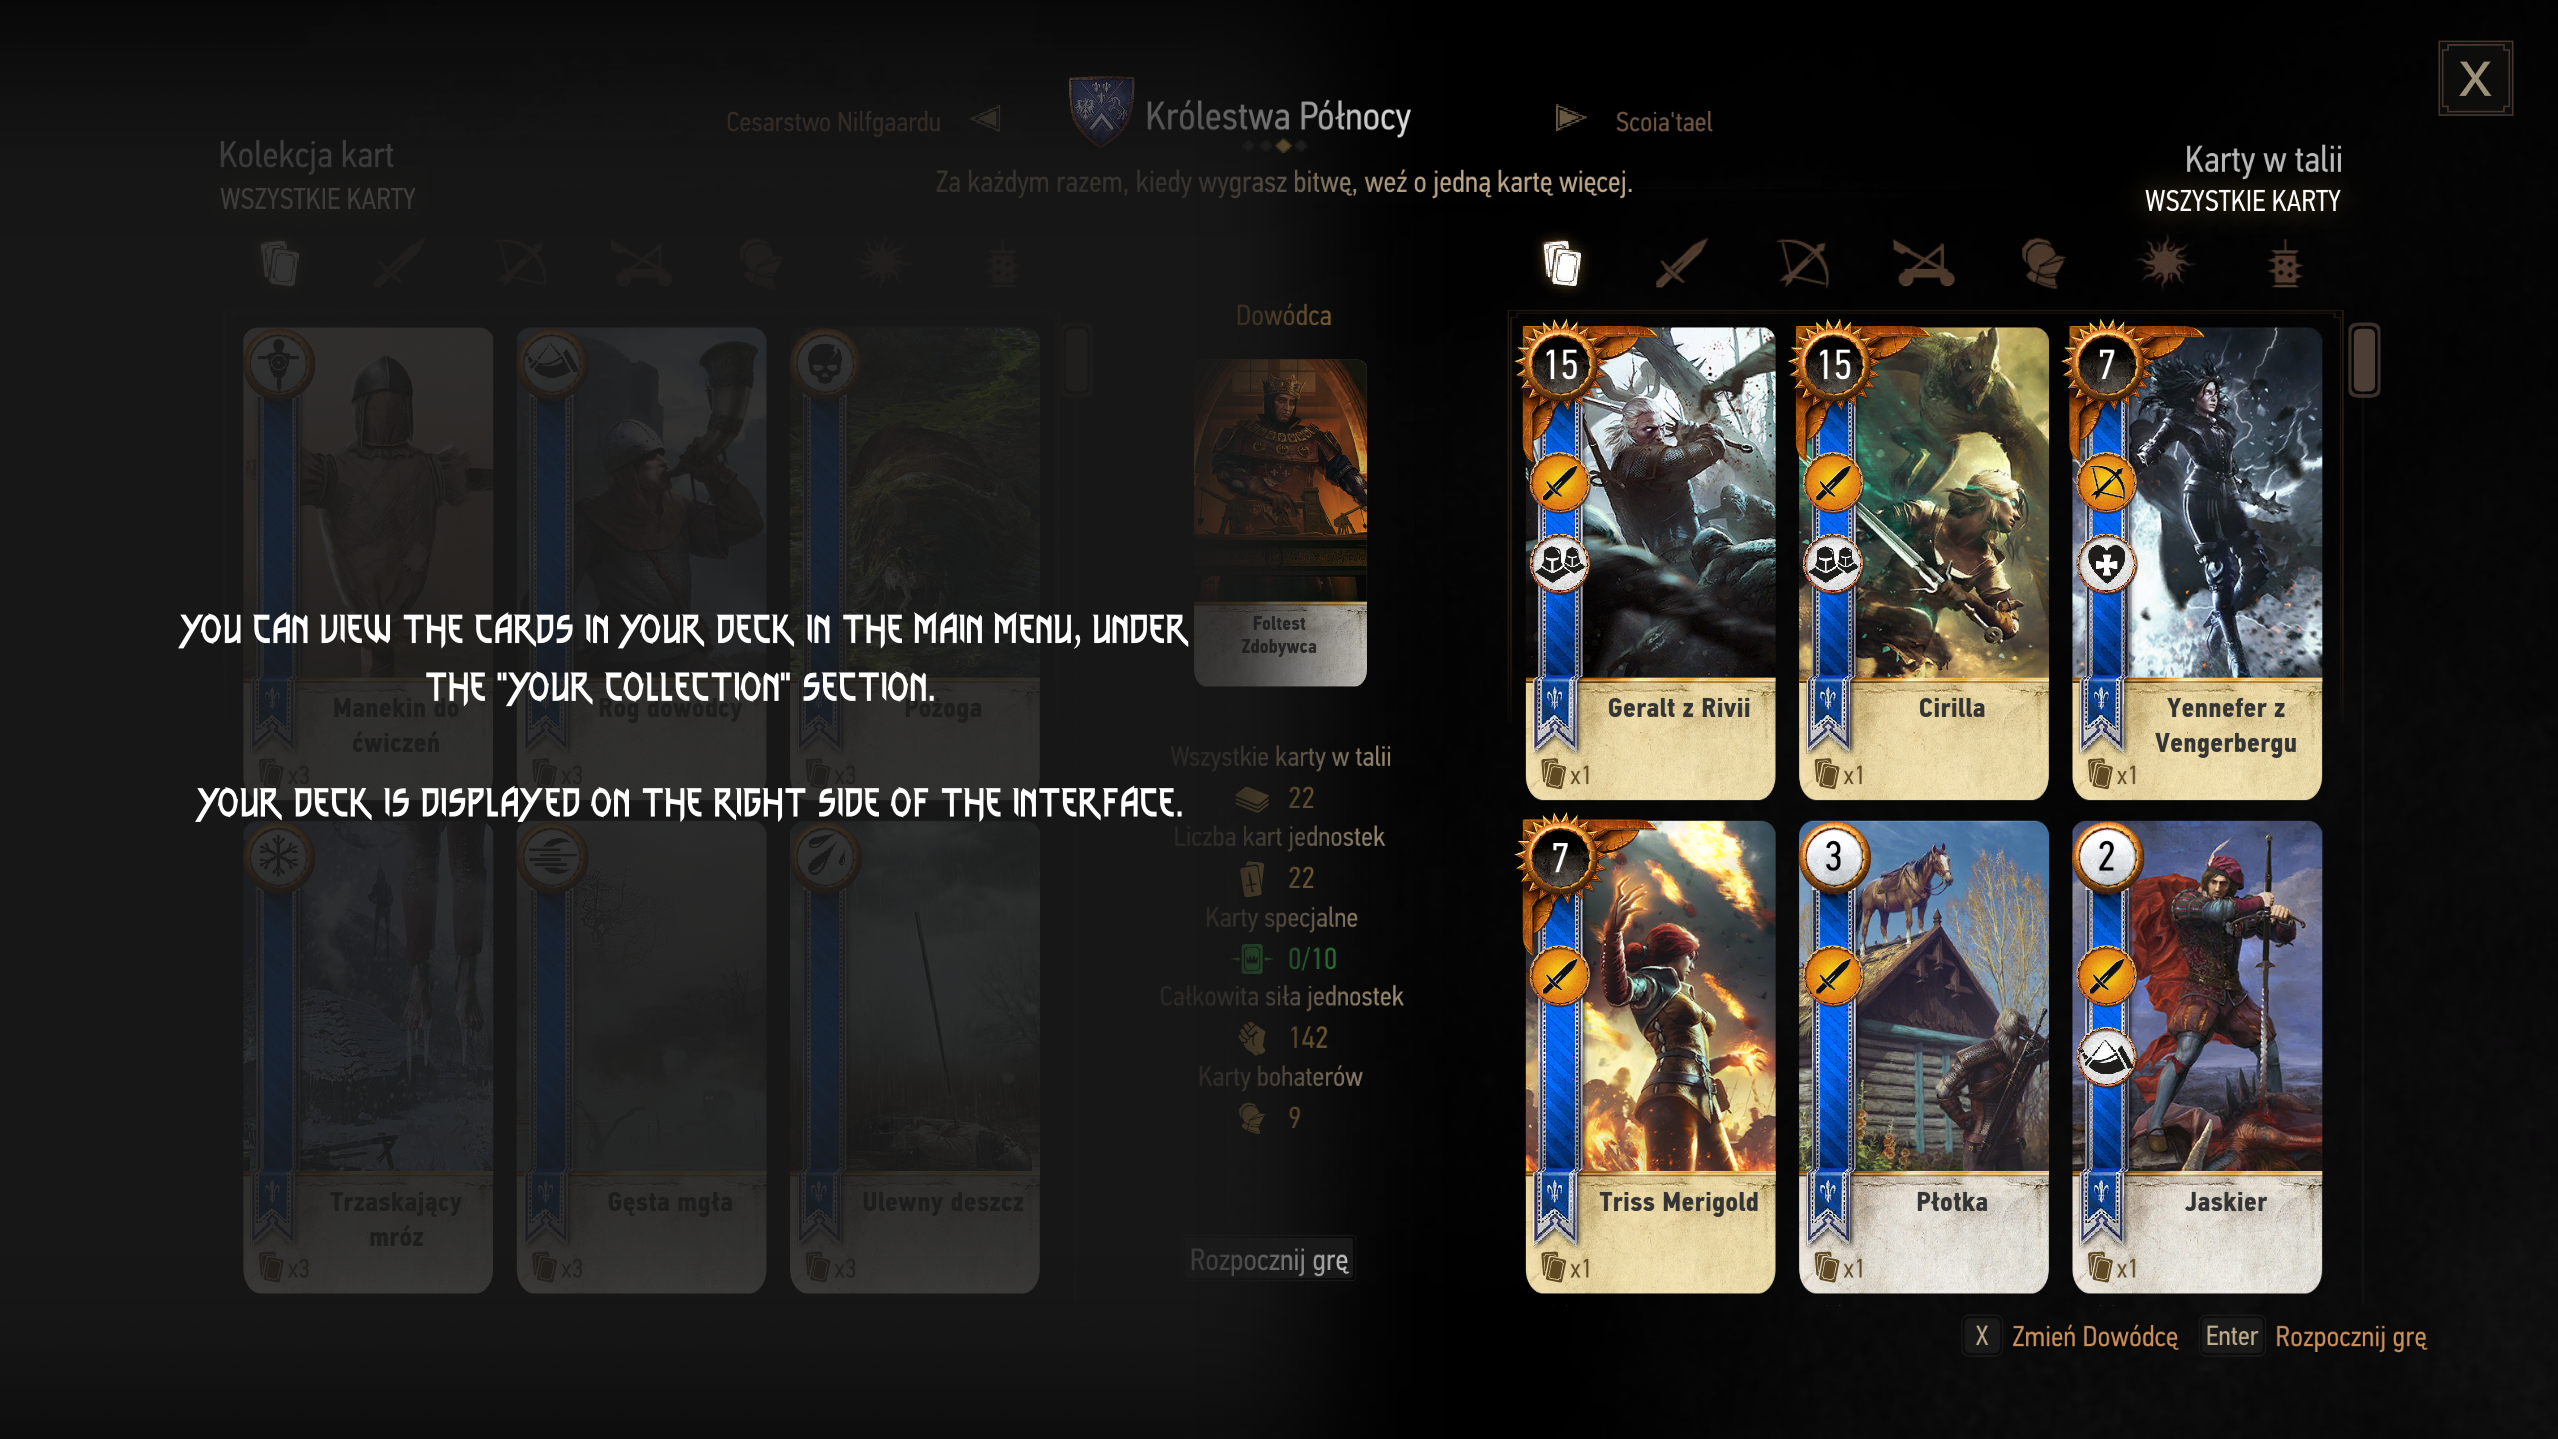 X
Cesarstwo Nilfgaardu
Królestwa Północy
Scoia'tael
Kolekcja kart
WSZYSTKIE KARTY
Za każdym razem, kiedy wygrasz bitwę, weź o jedną kartę więcej.
Karty w talii
WSZYSTKIE KARTY
Dowódca
Foltest
Zdobywca
YOU CAN VIEW THE CARDS IN YOUR DECK IN THE MAIN MENU, UNDER
THE "YOUR COLLECTION" SECTION.
YOUR DECK IS DISPLAYED ON THE RIGHT SIDE OF THE INTERFACE.
Manekin do
ćwiczeń
x3
Róg dowódcy
x3
Pożoga
x3
Trzaskający
mróz
x3
Gęsta mgła
x3
Ulewny deszcz
x3
Wszystkie karty w talii
22
Liczba kart jednostek
22
Karty specjalne
0/10
Całkowita siła jednostek
142
Karty bohaterów
9
Rozpocznij grę
15
Geralt z Rivii
x1
15
Cirilla
x1
7
Yennefer z
Vengerbergu
x1
7
Triss Merigold
x1
3
Płotka
x1
2
Jaskier
x1
X Zmień Dowódcę Enter Rozpocznij grę